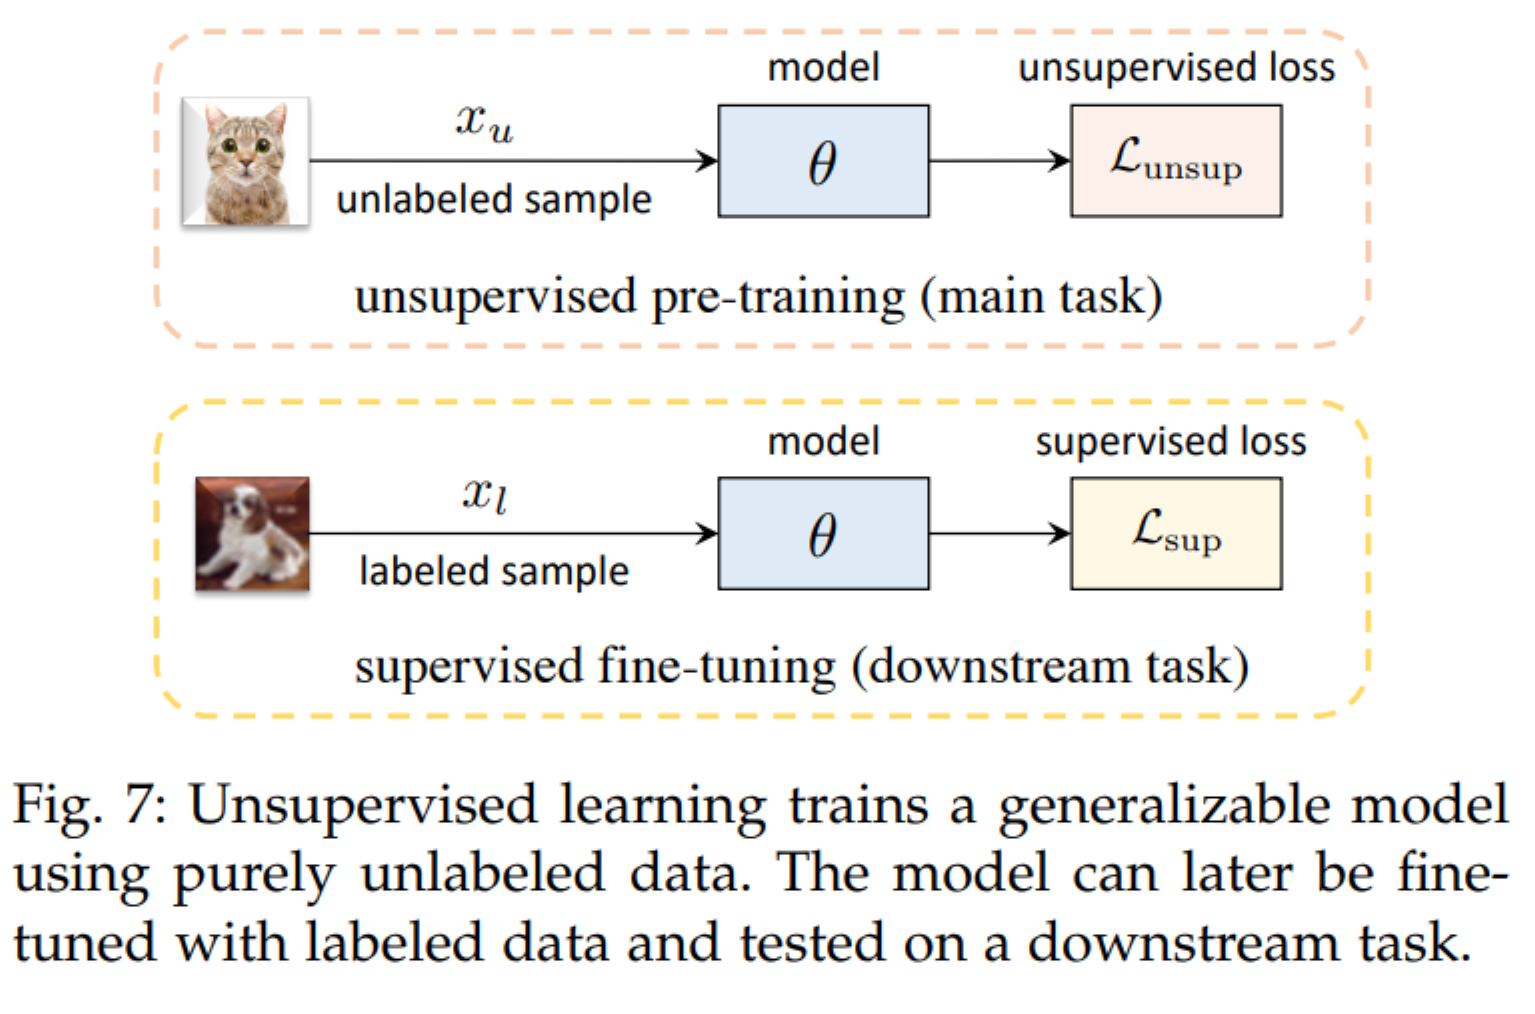 model unsupervised loss
x_u
θ
ℒ_unsup
unlabeled sample
unsupervised pre-training (main task)
model supervised loss
x_l
θ
ℒ_sup
labeled sample
supervised fine-tuning (downstream task)
Fig. 7: Unsupervised learning trains a generalizable model
using purely unlabeled data. The model can later be fine-
tuned with labeled data and tested on a downstream task.